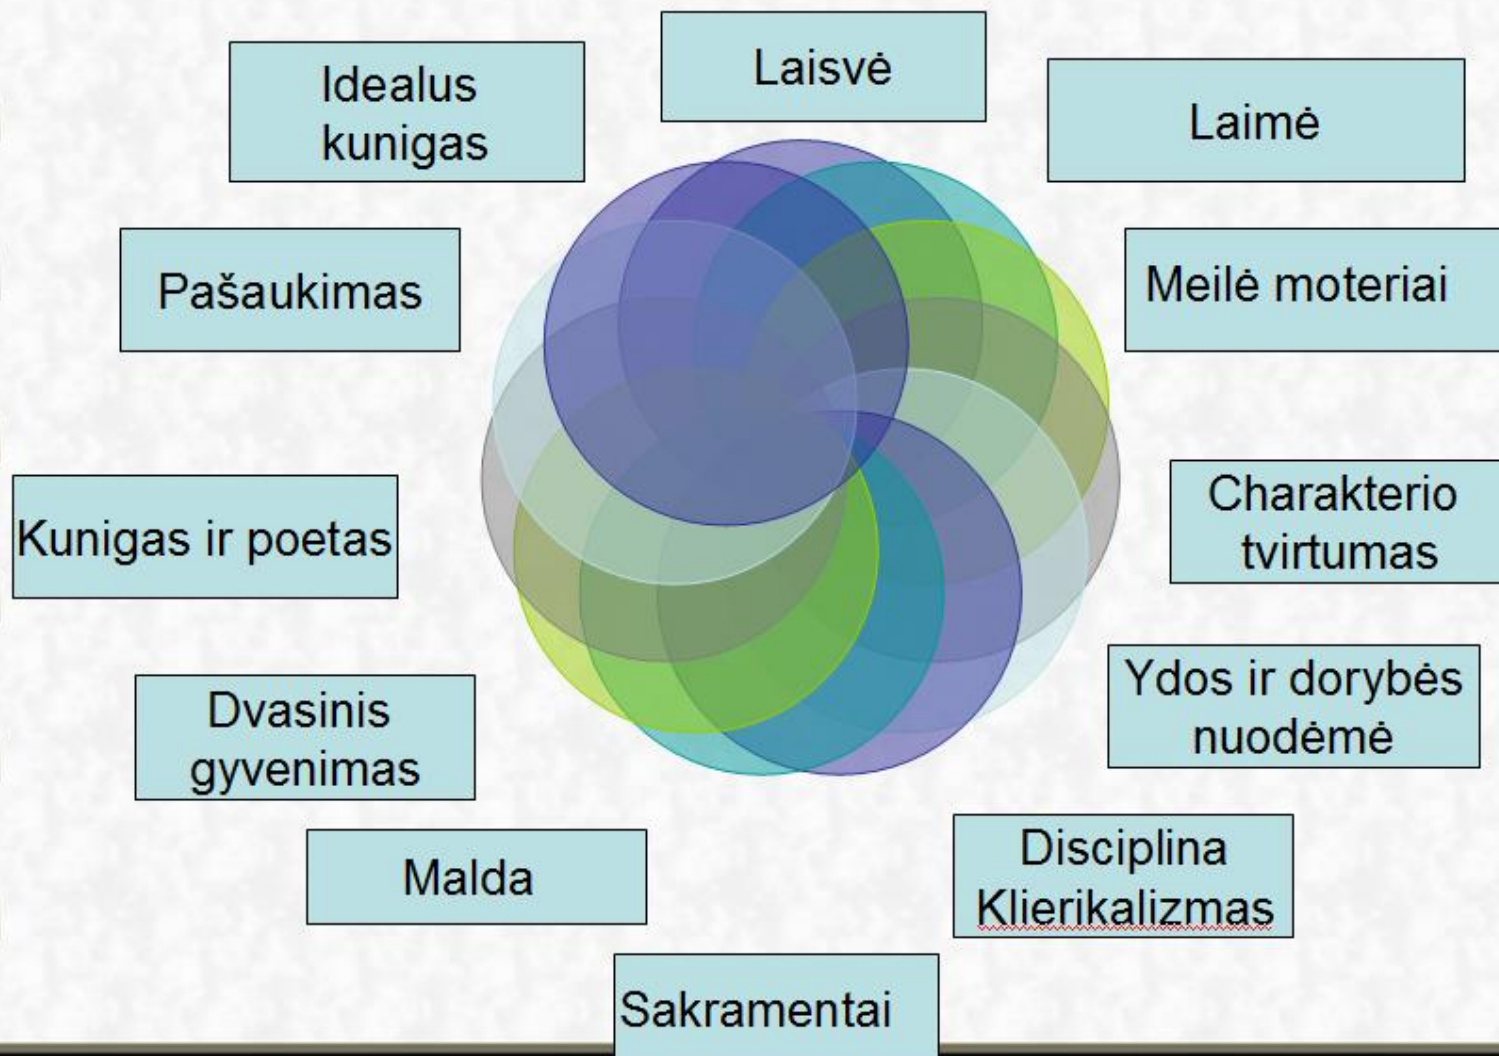 Laisvė
Laimė
Meilė moteriai
Charakterio
tvirtumas
Ydos ir dorybės
nuodėmė
Disciplina
Klierikalizmas
Sakramentai
Malda
Dvasinis
gyvenimas
Kunigas ir poetas
Pašaukimas
Idealus
kunigas